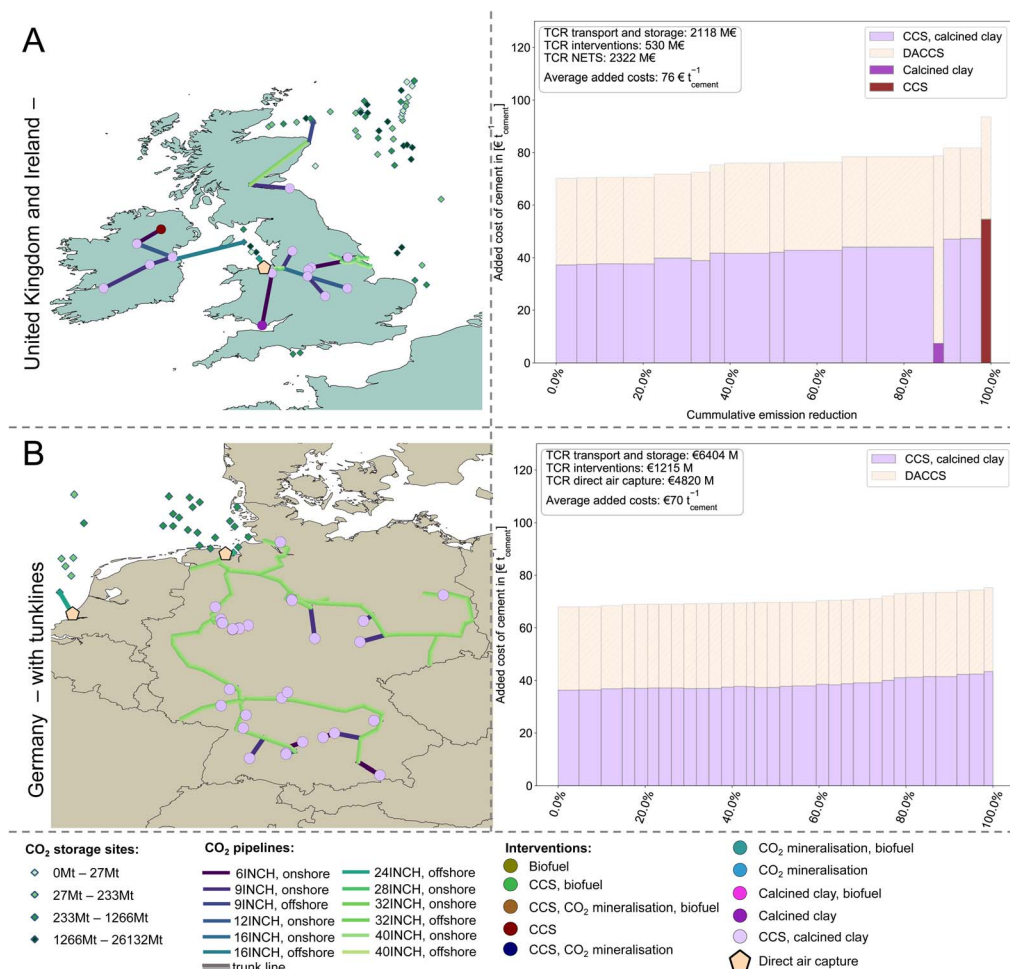 A
United Kingdom and Ireland –
TCR transport and storage: 2118 M€
TCR interventions: 530 M€
TCR NETS: 2322 M€
Average added costs: 76 € t⁻¹cement
CCS, calcined clay
DACCS
Calcined clay
CCS
Added cost of cement in [€ t⁻¹cement]
120
100
80
60
40
20
0
0.0%
20.0%
40.0%
60.0%
80.0%
100.0%
Cummulative emission reduction
B
Germany – with tunklines
TCR transport and storage: €6404 M
TCR interventions: €1215 M
TCR direct air capture: €4820 M
Average added costs: €70 t⁻¹cement
CCS, calcined clay
DACCS
Added cost of cement in [€ t⁻¹cement]
120
100
80
60
40
20
0
0.0%
20.0%
40.0%
60.0%
80.0%
100.0%
CO₂ storage sites:
0Mt – 27Mt
27Mt – 233Mt
233Mt – 1266Mt
1266Mt – 26132Mt
CO₂ pipelines:
6INCH, onshore
9INCH, onshore
9INCH, offshore
12INCH, onshore
16INCH, onshore
16INCH, offshore
trunk line
24INCH, offshore
28INCH, onshore
32INCH, onshore
32INCH, offshore
40INCH, onshore
40INCH, offshore
Interventions:
Biofuel
CCS, biofuel
CCS, CO₂ mineralisation, biofuel
CCS
CCS, CO₂ mineralisation
CO₂ mineralisation, biofuel
CO₂ mineralisation
Calcined clay, biofuel
Calcined clay
CCS, calcined clay
Direct air capture